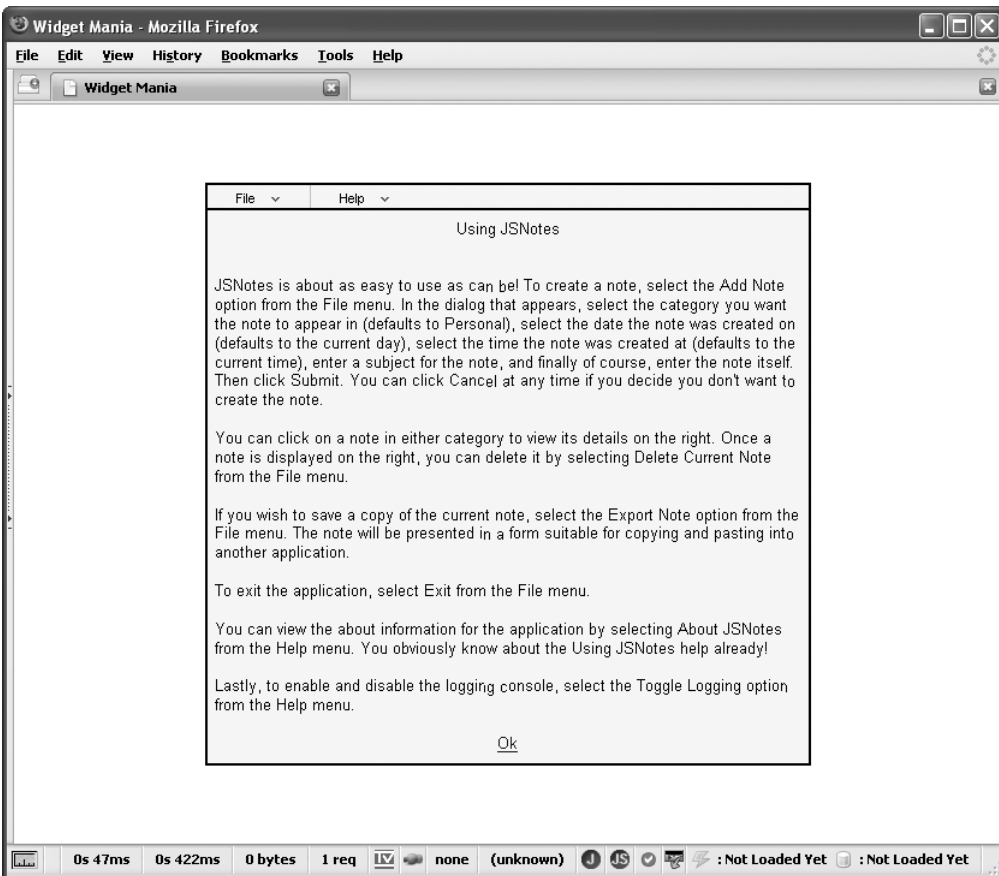 Widget Mania - Mozilla Firefox
File Edit View History Bookmarks Tools Help
Widget Mania
File Help
Using JSNotes
JSNotes is about as easy to use as can be! To create a note, select the Add Note
option from the File menu. In the dialog that appears, select the category you want
the note to appear in (defaults to Personal), select the date the note was created on
(defaults to the current day), select the time the note was created at (defaults to the
current time), enter a subject for the note, and finally of course, enter the note itself.
Then click Submit. You can click Cancel at any time if you decide you don't want to
create the note.
You can click on a note in either category to view its details on the right. Once a
note is displayed on the right, you can delete it by selecting Delete Current Note
from the File menu.
If you wish to save a copy of the current note, select the Export Note option from the
File menu. The note will be presented in a form suitable for copying and pasting into
another application.
To exit the application, select Exit from the File menu.
You can view the about information for the application by selecting About JSNotes
from the Help menu. You obviously know about the Using JSNotes help already!
Lastly, to enable and disable the logging console, select the Toggle Logging option
from the Help menu.
Ok
0s 47ms 0s 422ms 0 bytes 1 req none (unknown) J JS : Not Loaded Yet : Not Loaded Yet